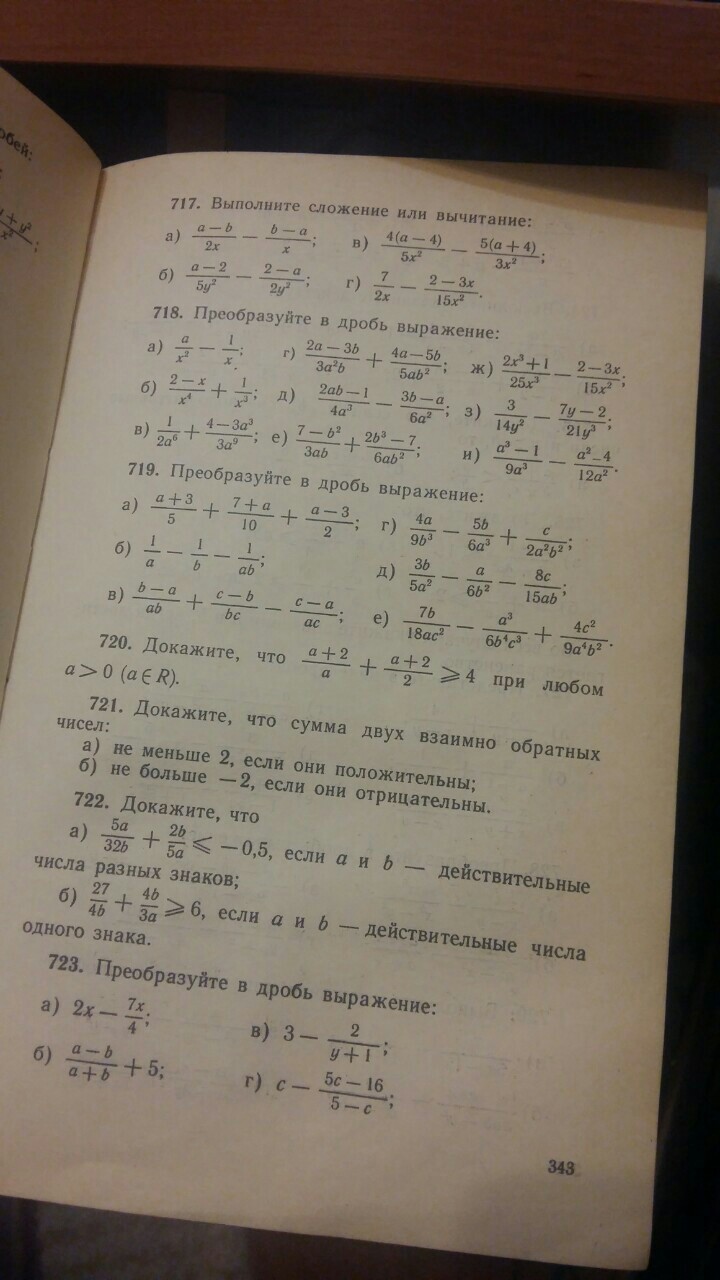 робей:
y + y²
x²
;
717. Выполните сложение или вычитание:
а) (a − b)/(2x) − (b − a)/x; в) 4(a − 4)/(5x²) − 5(a + 4)/(3x²);
б) (a − 2)/(5y²) − (2 − a)/(2y²); г) 7/(2x) − (2 − 3x)/(15x²).
718. Преобразуйте в дробь выражение:
а) a/x² − 1/x; г) (2a − 3b)/(3a²b) + (4a − 5b)/(5ab²); ж) (2x³ + 1)/(25x³) − (2 − 3x)/(15x²);
б) (2 − x)/x⁴ + 1/x³; д) (2ab − 1)/(4a³) − (3b − a)/(6a²); з) 3/(14y²) − (7y − 2)/(21y³);
в) 1/(2a⁶) + (4 − 3a³)/(3a⁹); е) (7 − b²)/(3ab) + (2b³ − 7)/(6ab²); и) (a³ − 1)/(9a³) − (a² − 4)/(12a²).
719. Преобразуйте в дробь выражение:
а) (a + 3)/5 + (7 + a)/10 + (a − 3)/2; г) 4a/(9b³) − 5b/(6a³) + c/(2a²b²);
б) 1/a − 1/b − 1/(ab); д) 3b/(5a²) − a/(6b²) − 8c/(15ab);
в) (b − a)/(ab) + (c − b)/(bc) − (c − a)/(ac); е) 7b/(18ac²) − a³/(6b⁴c³) + 4c²/(9a⁴b²).
720. Докажите, что (a + 2)/a + (a + 2)/2 ⩾ 4 при любом
a > 0 (a ∈ R).
721. Докажите, что сумма двух взаимно обратных
чисел:
а) не меньше 2, если они положительны;
б) не больше −2, если они отрицательны.
722. Докажите, что
а) 5a/(32b) + 2b/(5a) ⩽ −0,5, если a и b — действительные
числа разных знаков;
б) 27/(4b) + 4b/(3a) ⩾ 6, если a и b — действительные числа
одного знака.
723. Преобразуйте в дробь выражение:
а) 2x − 7x/4; в) 3 − 2/(y + 1);
б) (a − b)/(a + b) + 5; г) c − (5c − 16)/(5 − c);
343